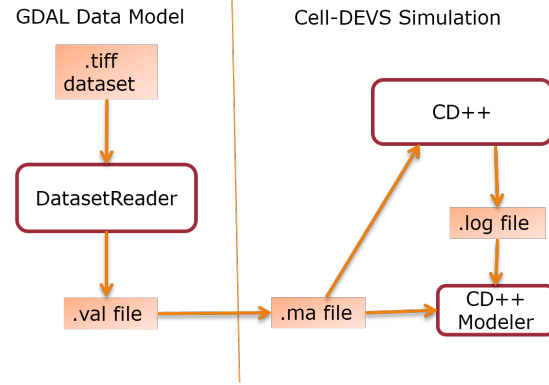 GDAL Data Model
Cell-DEVS Simulation
.tiff
dataset
CD++
DatasetReader
.log file
.val file
.ma file
CD++
Modeler